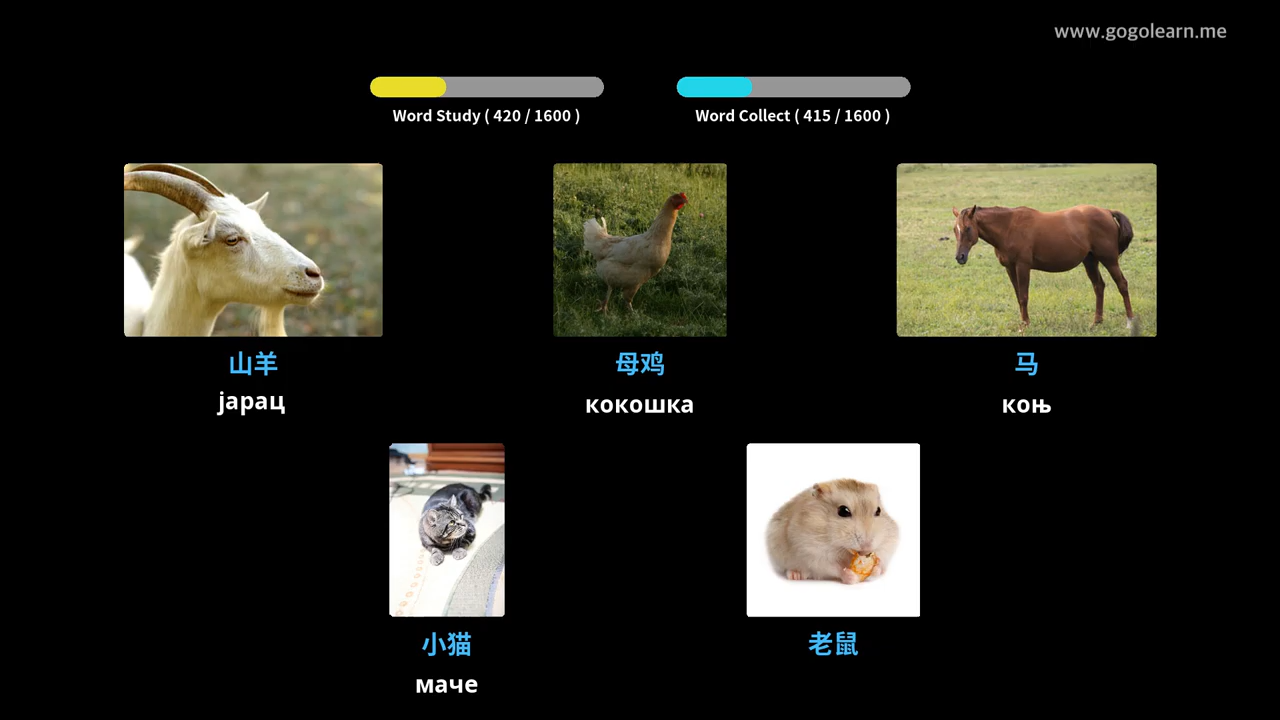 www.gogolearn.me
Word Study ( 420 / 1600 )
Word Collect ( 415 / 1600 )
山羊
母鸡
马
јарац
кокошка
коњ
小猫
老鼠
маче